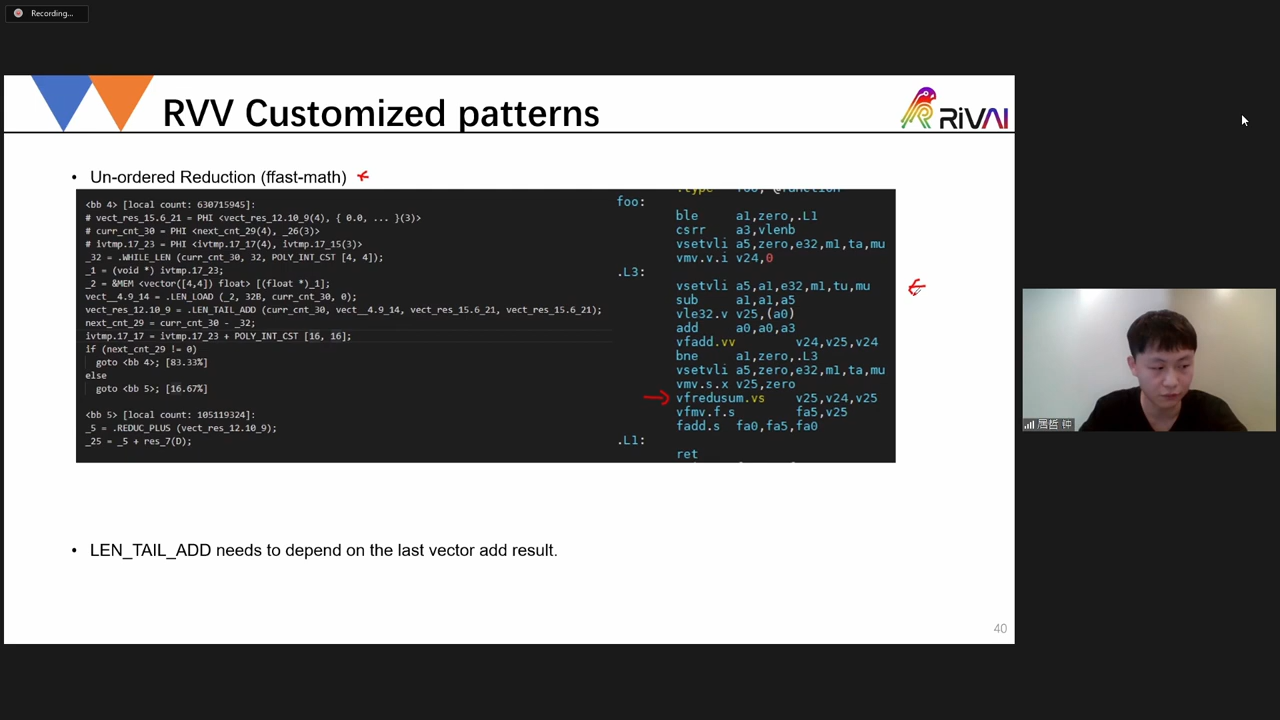 Recording...
RVV Customized patterns
RiVAI
• Un-ordered Reduction (ffast-math)
<bb 4> [local count: 630715945]:
# vect_res_15.6_21 = PHI <vect_res_12.10_9(4), { 0.0, ... }(3)>
# curr_cnt_30 = PHI <next_cnt_29(4), _26(3)>
# ivtmp.17_23 = PHI <ivtmp.17_17(4), ivtmp.17_15(3)>
_32 = .WHILE_LEN (curr_cnt_30, 32, POLY_INT_CST [4, 4]);
_1 = (void *) ivtmp.17_23;
_2 = &MEM <vector([4,4]) float> [(float *)_1];
vect__4.9_14 = .LEN_LOAD (_2, 32B, curr_cnt_30, 0);
vect_res_12.10_9 = .LEN_TAIL_ADD (curr_cnt_30, vect__4.9_14, vect_res_15.6_21, vect_res_15.6_21);
next_cnt_29 = curr_cnt_30 - _32;
ivtmp.17_17 = ivtmp.17_23 + POLY_INT_CST [16, 16];
if (next_cnt_29 != 0)
goto <bb 4>; [83.33%]
else
goto <bb 5>; [16.67%]
<bb 5> [local count: 105119324]:
_5 = .REDUC_PLUS (vect_res_12.10_9);
_25 = _5 + res_7(D);
.type foo, @function
foo:
ble a1,zero,.L1
csrr a3,vlenb
vsetvli a5,zero,e32,m1,ta,mu
vmv.v.i v24,0
.L3:
vsetvli a5,a1,e32,m1,tu,mu
sub a1,a1,a5
vle32.v v25,(a0)
add a0,a0,a3
vfadd.vv v24,v25,v24
bne a1,zero,.L3
vsetvli a5,zero,e32,m1,ta,mu
vmv.s.x v25,zero
vfredusum.vs v25,v24,v25
vfmv.f.s fa5,v25
fadd.s fa0,fa5,fa0
.L1:
ret
• LEN_TAIL_ADD needs to depend on the last vector add result.
40
居哲 钟